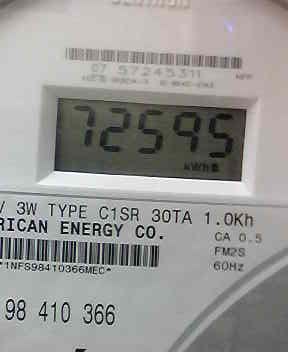 07 57245311
72595
kWh
V 3W TYPE C1SR 30TA 1.0Kh
RICAN ENERGY CO.
CA 0.5
FM2S
60Hz
*1NFS98410366MEC*
98 410 366